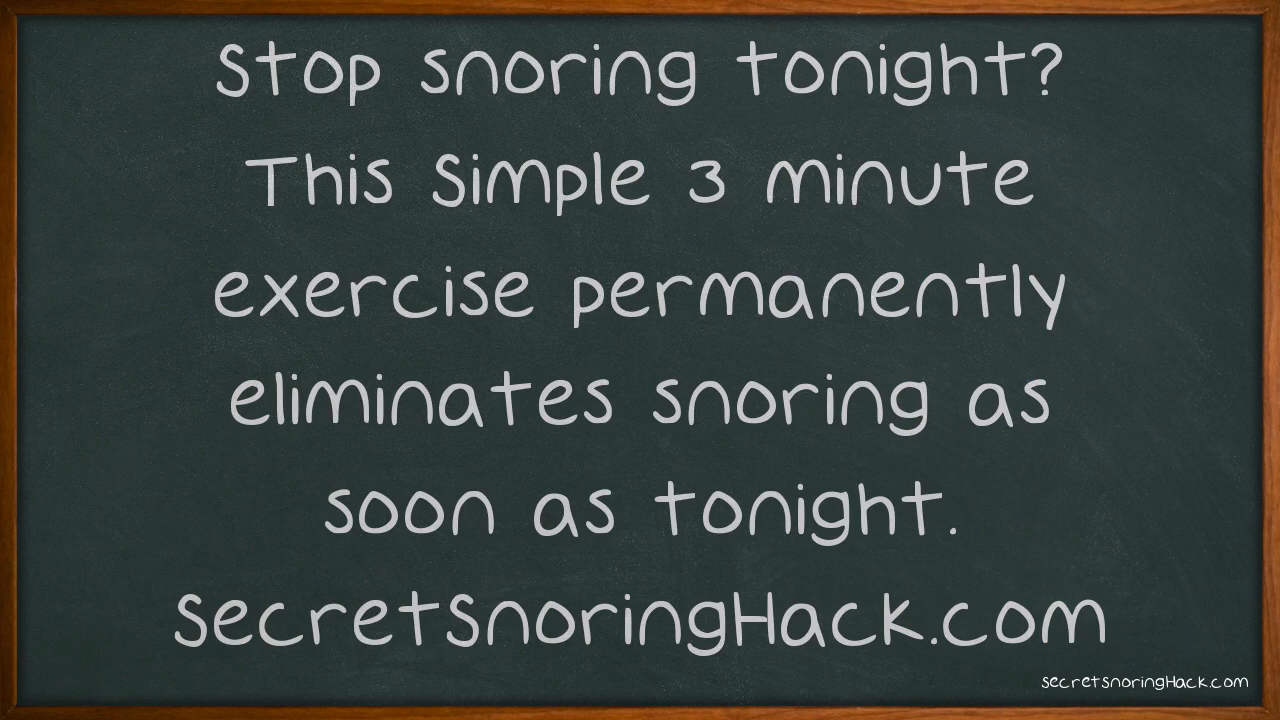 Stop snoring tonight?
This Simple 3 minute
exercise permanently
eliminates snoring as
soon as tonight.
SecretSnoringHack.com
secretsnoringHack.com